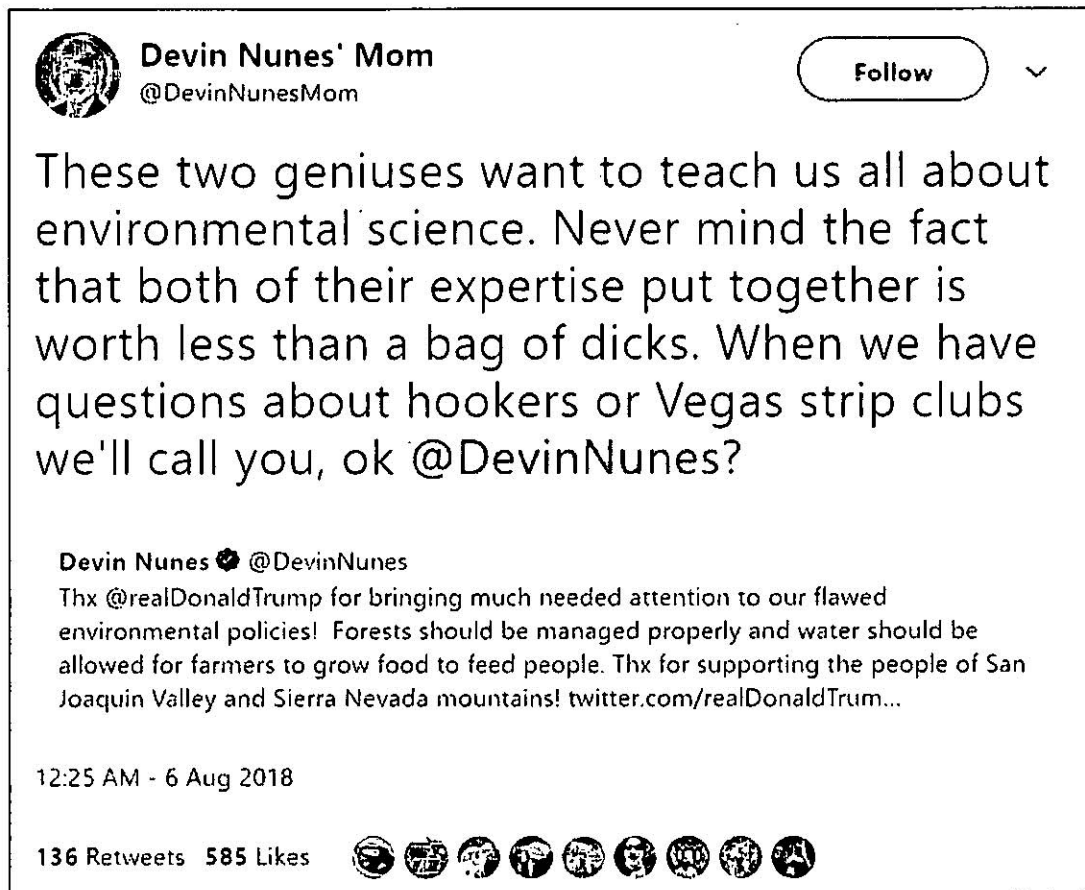 Devin Nunes' Mom
@DevinNunesMom
Follow
These two geniuses want to teach us all about
environmental science. Never mind the fact
that both of their expertise put together is
worth less than a bag of dicks. When we have
questions about hookers or Vegas strip clubs
we'll call you, ok @DevinNunes?
Devin Nunes @DevinNunes
Thx @realDonaldTrump for bringing much needed attention to our flawed
environmental policies! Forests should be managed properly and water should be
allowed for farmers to grow food to feed people. Thx for supporting the people of San
Joaquin Valley and Sierra Nevada mountains! twitter.com/realDonaldTrum...
12:25 AM - 6 Aug 2018
136 Retweets 585 Likes